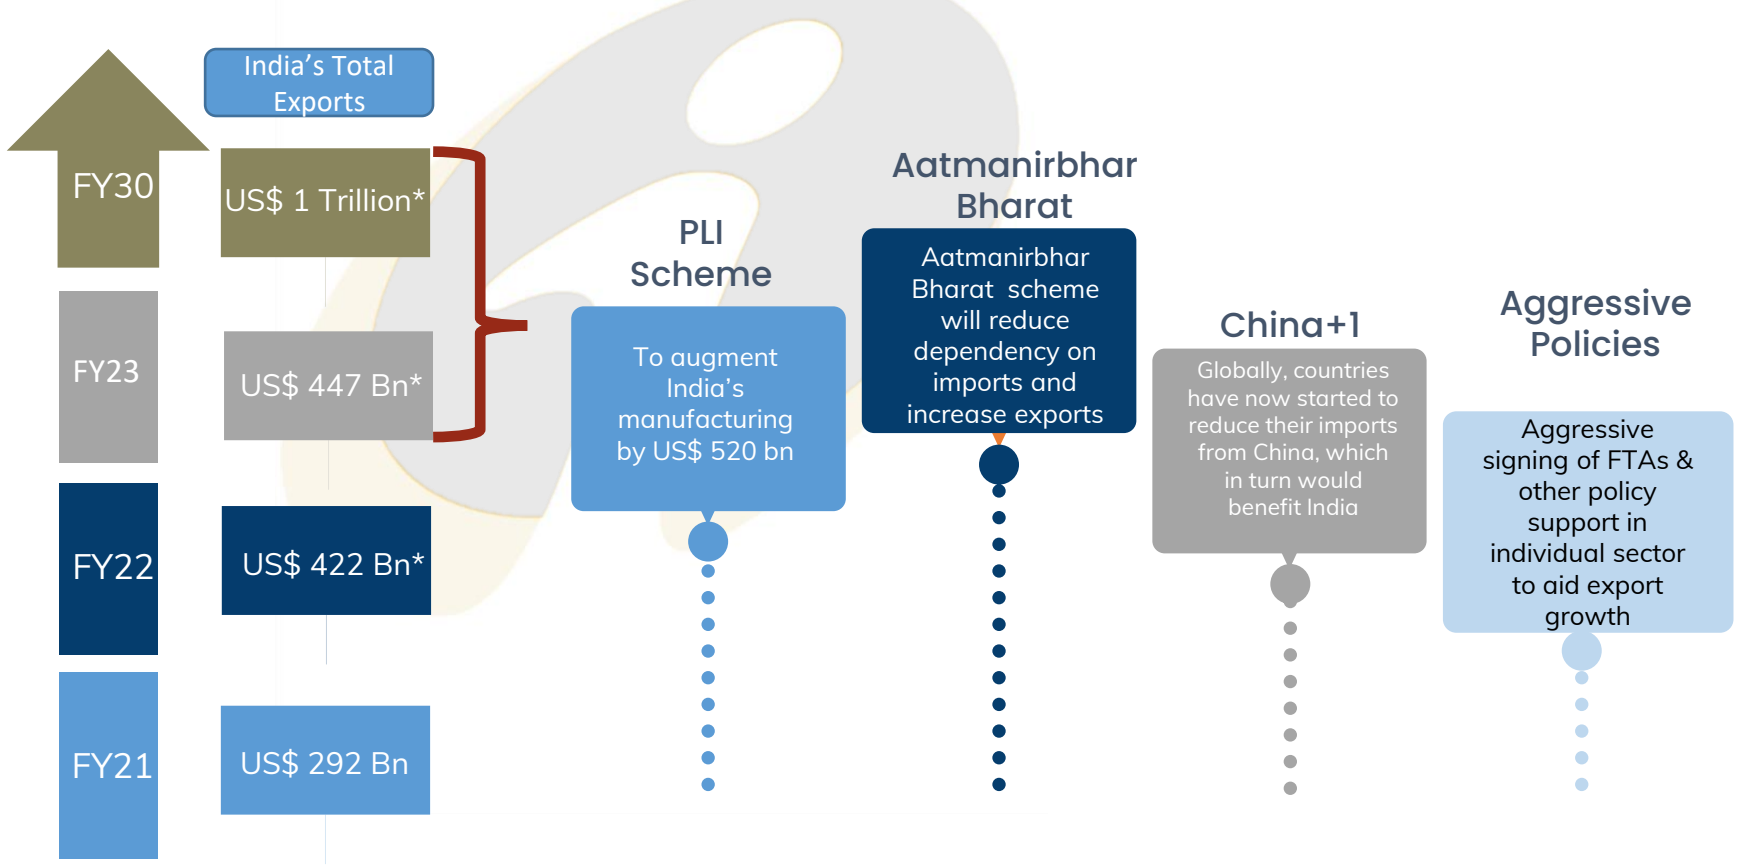 India's Total
Exports
FY30
US$ 1 Trillion*
FY23
US$ 447 Bn*
FY22
US$ 422 Bn*
FY21
US$ 292 Bn
PLI
Scheme
To augment
India's
manufacturing
by US$ 520 bn
Aatmanirbhar
Bharat
Aatmanirbhar
Bharat scheme
will reduce
dependency on
imports and
increase exports
China+1
Globally, countries
have now started to
reduce their imports
from China, which
in turn would
benefit India
Aggressive
Policies
Aggressive
signing of FTAs &
other policy
support in
individual sector
to aid export
growth